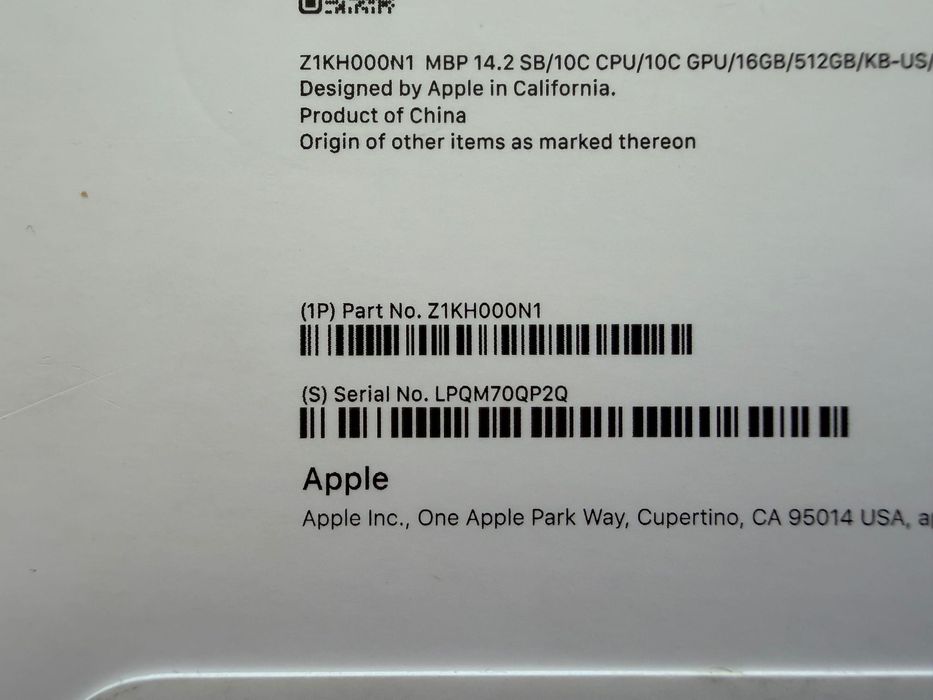 Z1KH000N1 MBP 14.2 SB/10C CPU/10C GPU/16GB/512GB/KB-US/
Designed by Apple in California.
Product of China
Origin of other items as marked thereon
(1P) Part No. Z1KH000N1
(S) Serial No. LPQM70QP2Q
Apple
Apple Inc., One Apple Park Way, Cupertino, CA 95014 USA,